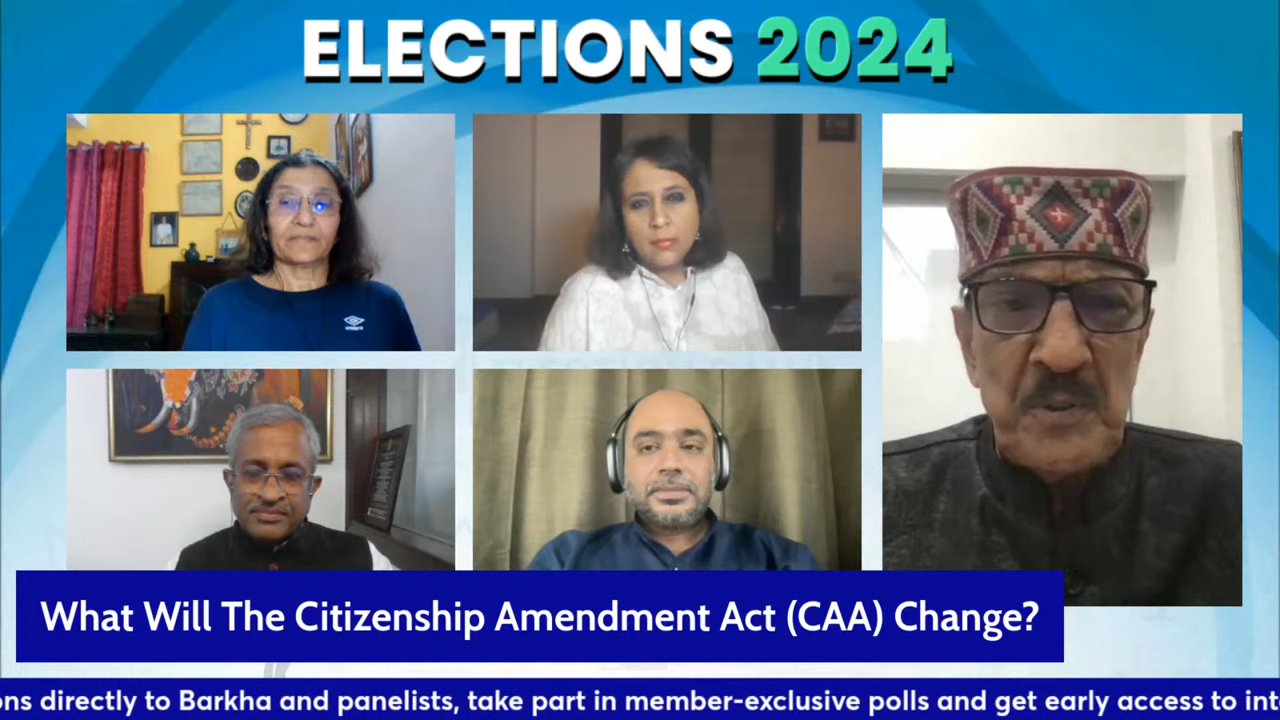 ELECTIONS 2024
What Will The Citizenship Amendment Act (CAA) Change?
ons directly to Barkha and panelists, take part in member-exclusive polls and get early access to int